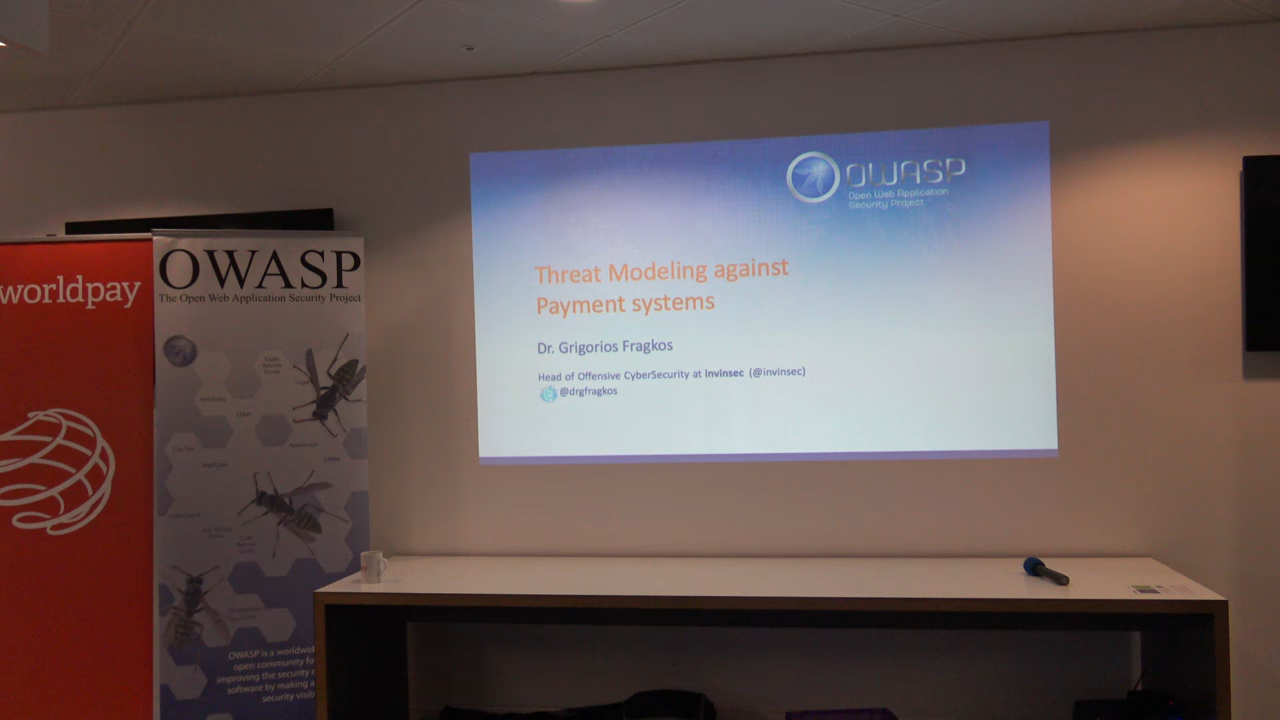 worldpay
OWASP
The Open Web Application Security Project
OWASP is a worldwid
open community fo
improving the security o
software by making a
security visib
OWASP
Open Web Application
Security Project
Threat Modeling against
Payment systems
Dr. Grigorios Fragkos
Head of Offensive CyberSecurity at invinsec (@invinsec)
@drgfragkos